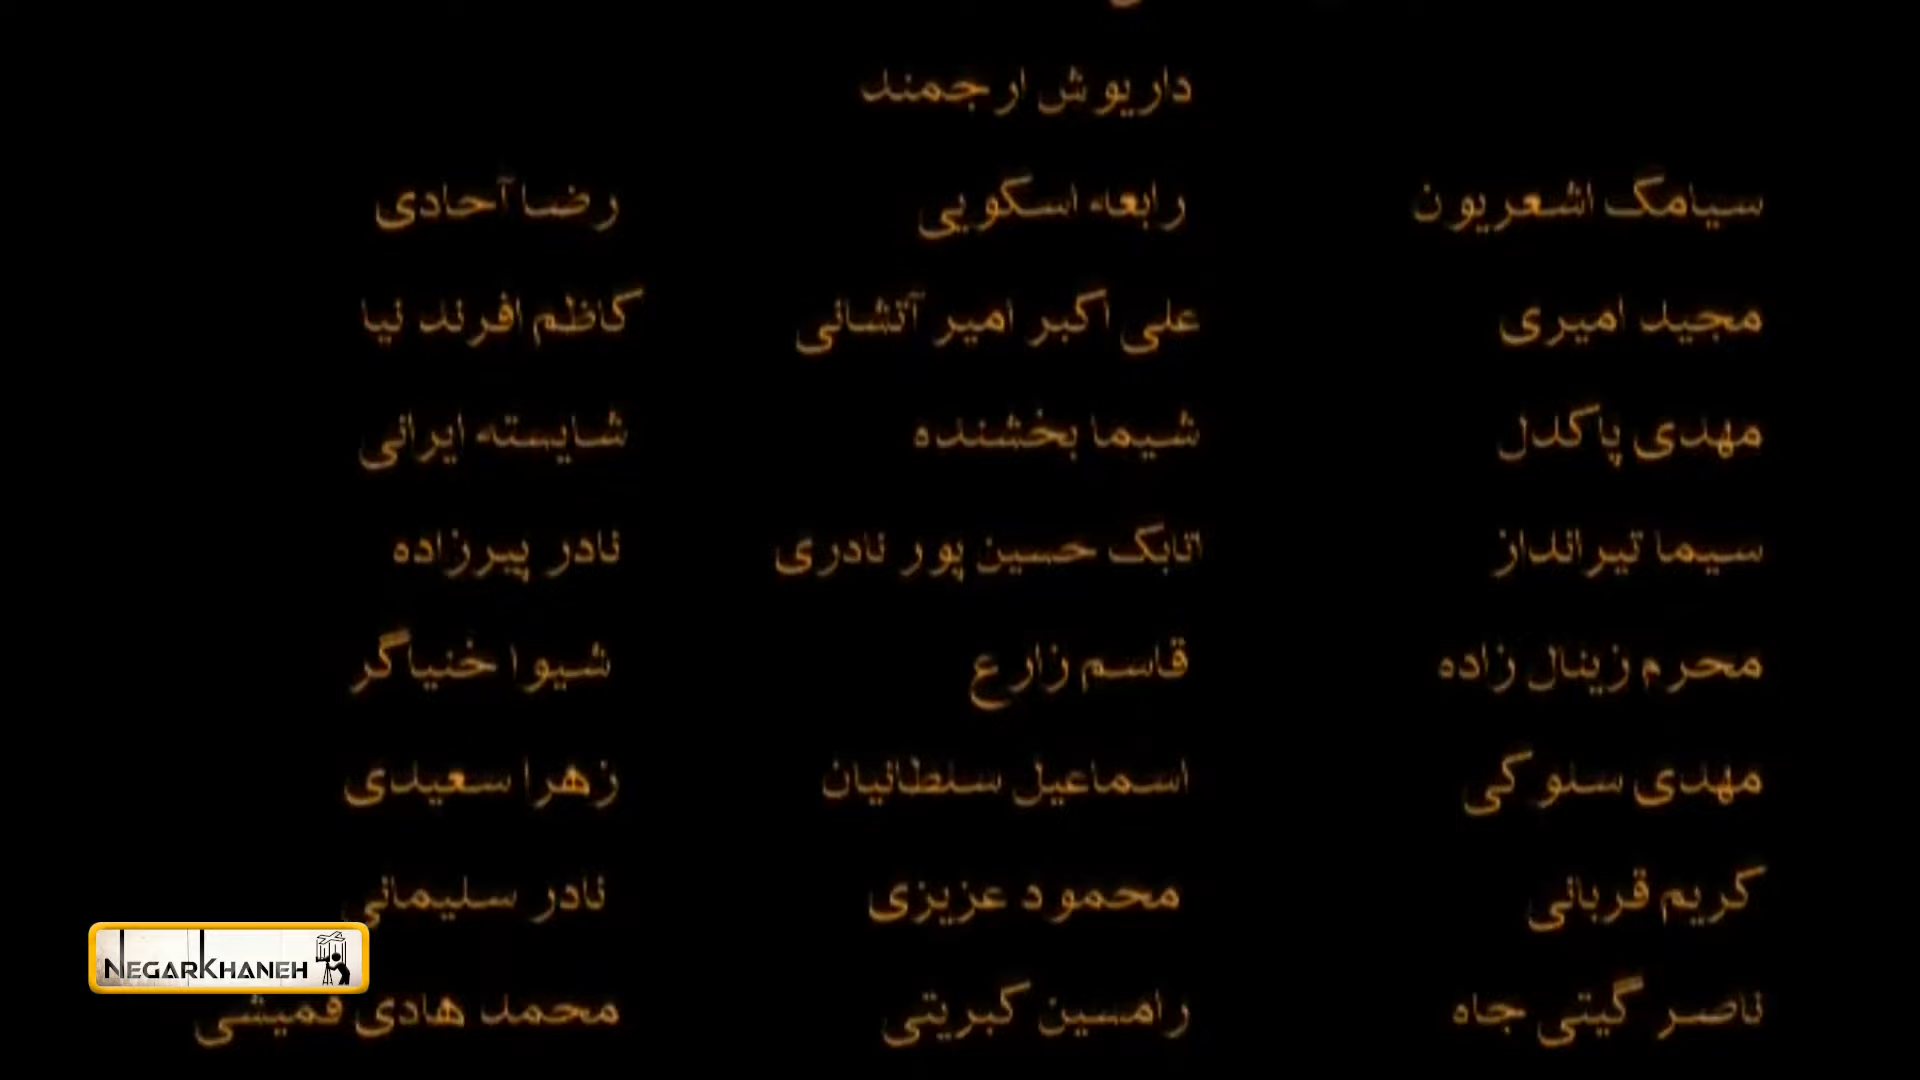 داریوش ارجمند
سیامک اشعریون رابعه اسکویی رضا آحادی
مجید امیری علی اکبر امیر آتشانی کاظم افرند نیا
مهدی پاکدل شیما بخشنده شایسته ایرانی
سیما تیرانداز اتابک حسین پور نادری نادر پیرزاده
محرم زینال زاده قاسم زارع شیوا خنیاگر
مهدی سلوکی اسماعیل سلطانیان زهرا سعیدی
کریم قربانی محمود عزیزی نادر سلیمانی
ناصر گیتی جاه رامسین کبریتی محمد هادی قمیشی
NEGARKHANEH